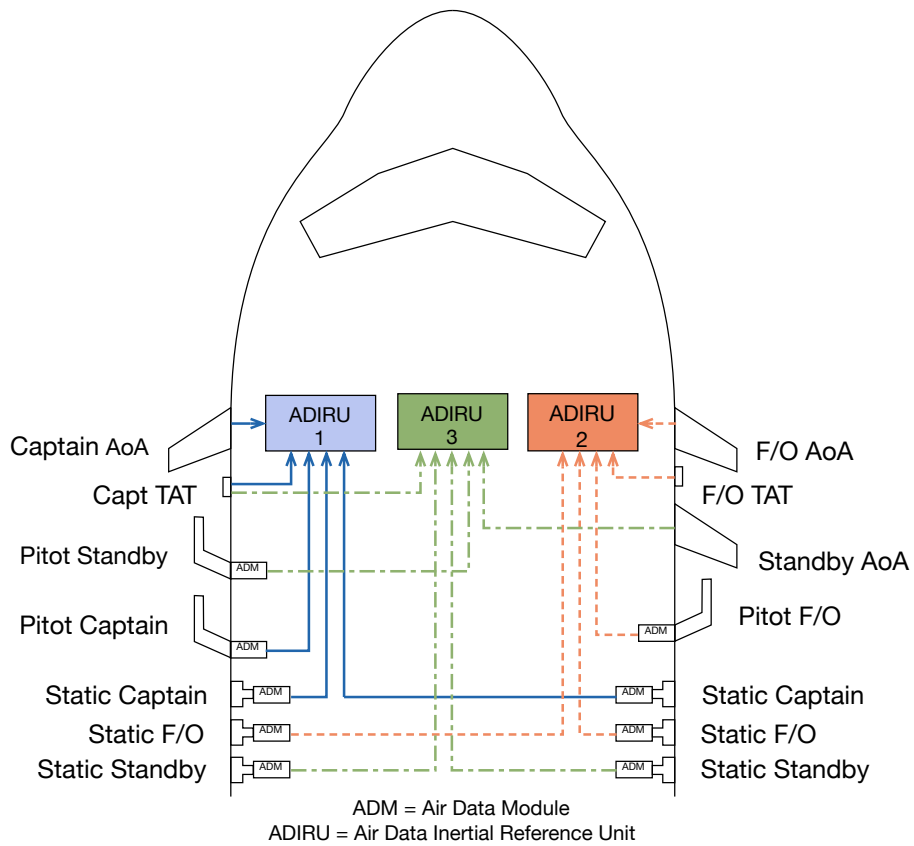 ADIRU
1
ADIRU
3
ADIRU
2
Captain AoA
F/O AoA
Capt TAT
F/O TAT
Pitot Standby
ADM
Standby AoA
Pitot Captain
ADM
ADM
Pitot F/O
Static Captain
ADM
ADM
Static Captain
Static F/O
ADM
ADM
Static F/O
Static Standby
ADM
ADM
Static Standby
ADM = Air Data Module
ADIRU = Air Data Inertial Reference Unit